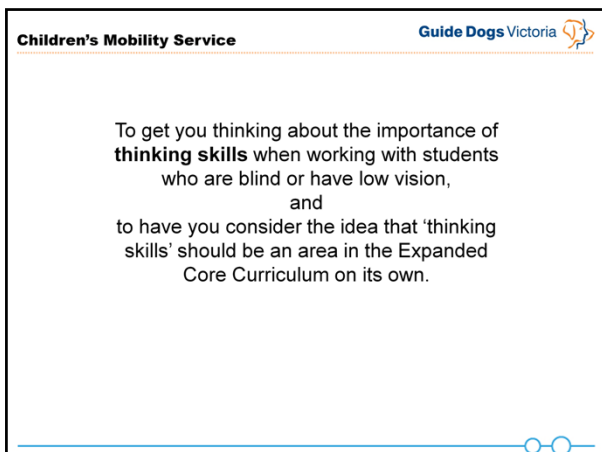 Children's Mobility Service
Guide Dogs Victoria
To get you thinking about the importance of
thinking skills when working with students
who are blind or have low vision,
and
to have you consider the idea that ‘thinking
skills’ should be an area in the Expanded
Core Curriculum on its own.